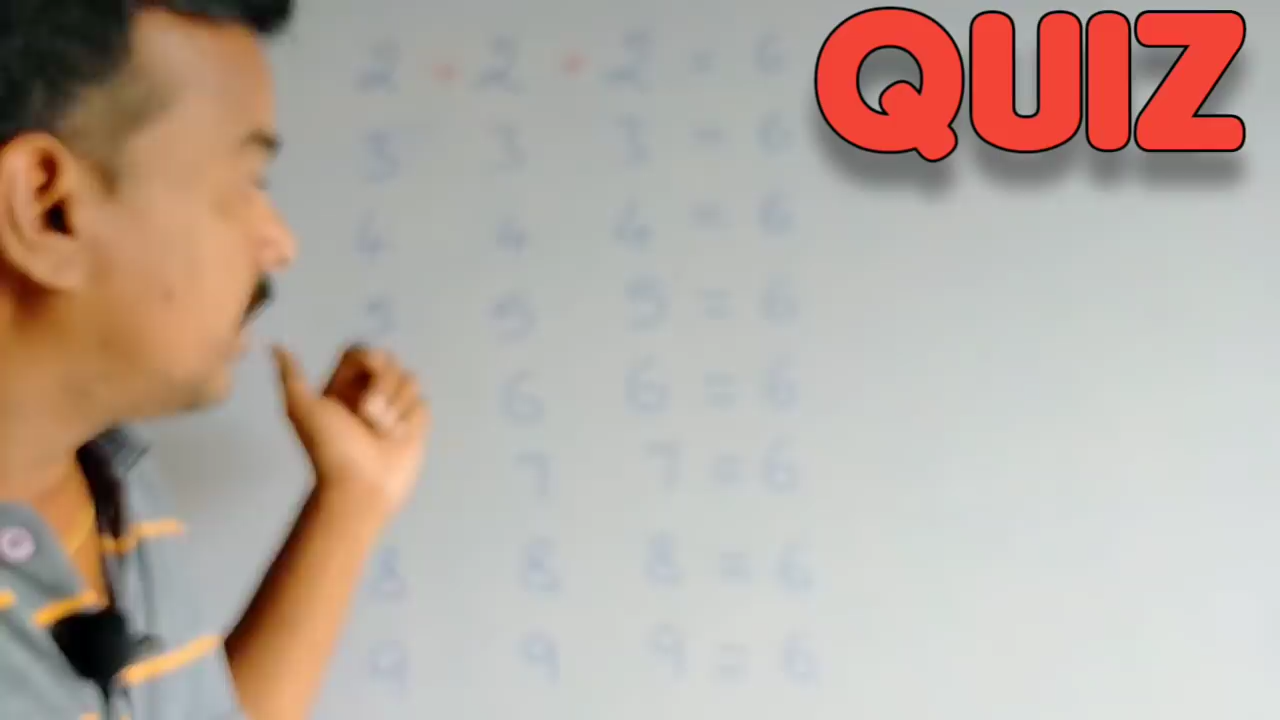 QUIZ
2 + 2 + 2 = 6
3 3 3 = 6
4 4 4 = 6
5 5 5 = 6
6 6 = 6
7 7 = 6
8 8 8 = 6
9 9 9 = 6